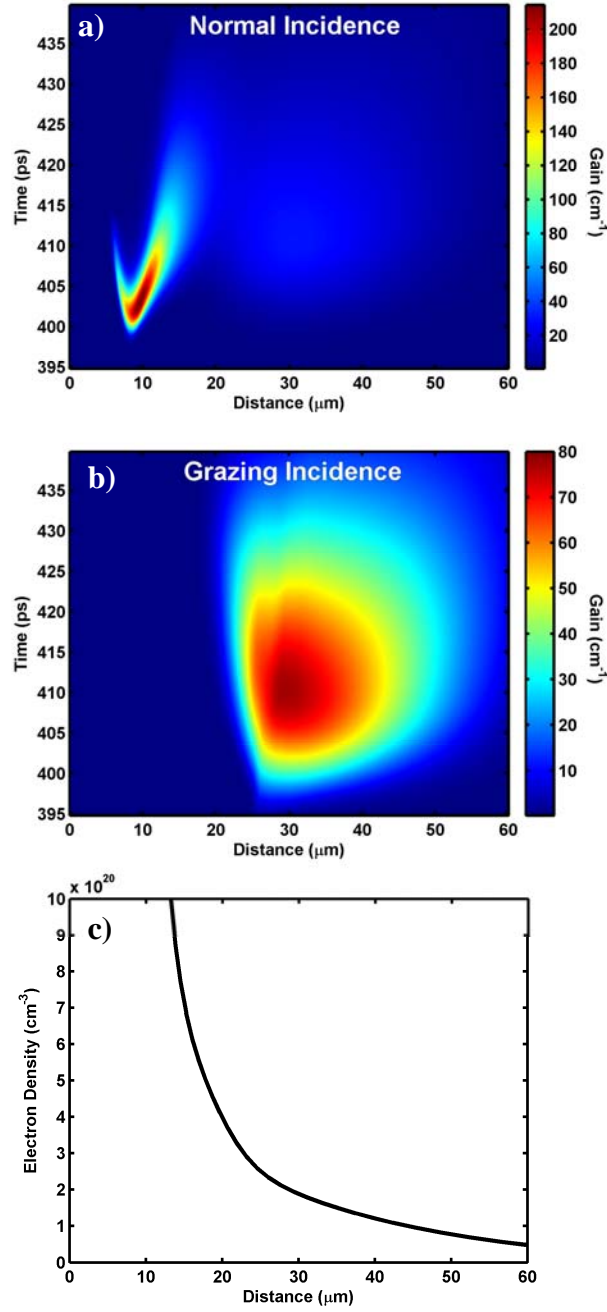 a)
Normal Incidence
440
435
430
425
420
415
410
405
400
395
Time (ps)
0 10 20 30 40 50 60
Distance (μm)
200
180
160
140
120
100
80
60
40
20
Gain (cm⁻¹)
b)
Grazing Incidence
435
430
425
420
415
410
405
400
395
Time (ps)
0 10 20 30 40 50 60
Distance (μm)
80
70
60
50
40
30
20
10
Gain (cm⁻¹)
x 10²⁰
c)
10
9
8
7
6
5
4
3
2
1
0
Electron Density (cm⁻³)
0 10 20 30 40 50 60
Distance (μm)